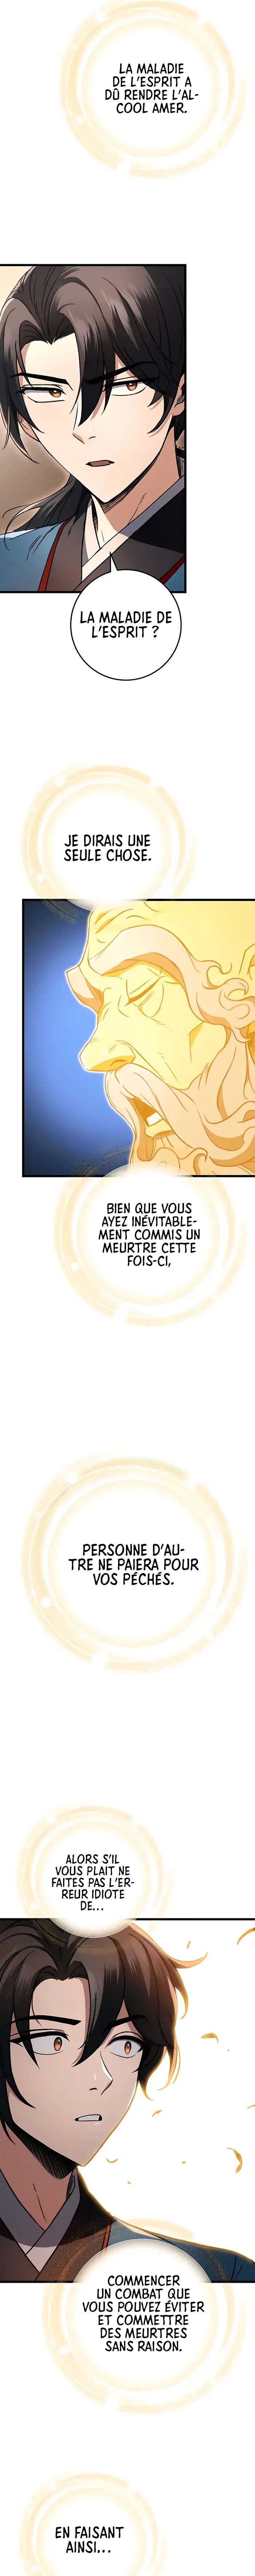 LA MALADIE
DE L'ESPRIT A
DÛ RENDRE L'AL-
COOL AMER.
LA MALADIE DE
L'ESPRIT ?
JE DIRAIS UNE
SEULE CHOSE.
BIEN QUE VOUS
AYEZ INÉVITABLE-
MENT COMMIS UN
MEURTRE CETTE
FOIS-CI,
PERSONNE D'AU-
TRE NE PAIERA POUR
VOS PÉCHÉS.
ALORS S'IL
VOUS PLAIT NE
FAITES PAS L'ER-
REUR IDIOTE
DE...
COMMENCER
UN COMBAT QUE
VOUS POUVEZ ÉVITER
ET COMMETTRE
DES MEURTRES
SANS RAISON.
EN FAISANT
AINSI...